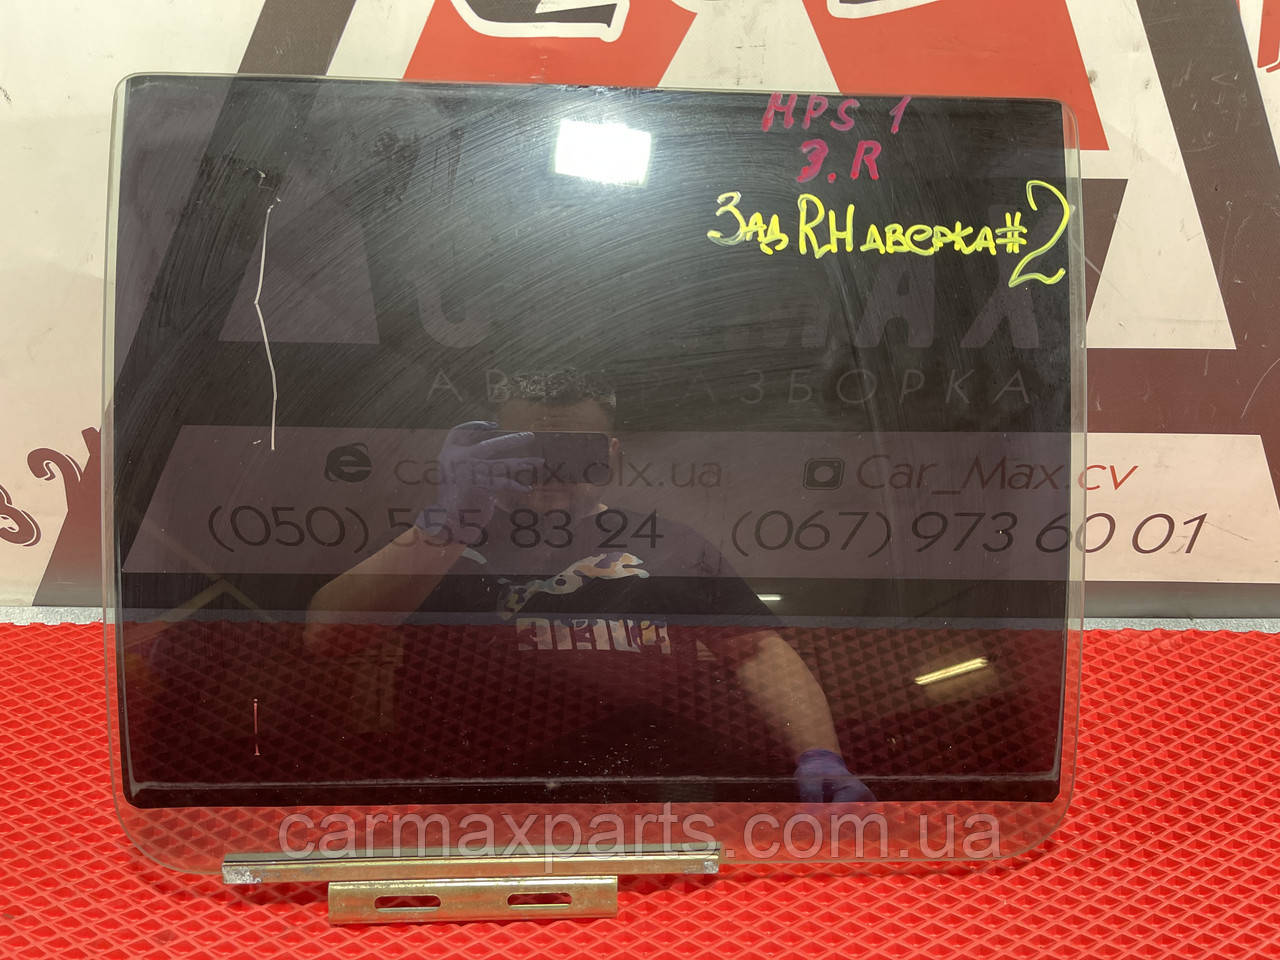 MPS 1
З.R
Зад RH дверка #2
CARMAX
АВТОРАЗБОРКА
carmax.olx.ua
Car_Max.cv
(050) 555 83 24
(067) 973 60 01
carmaxparts.com.ua